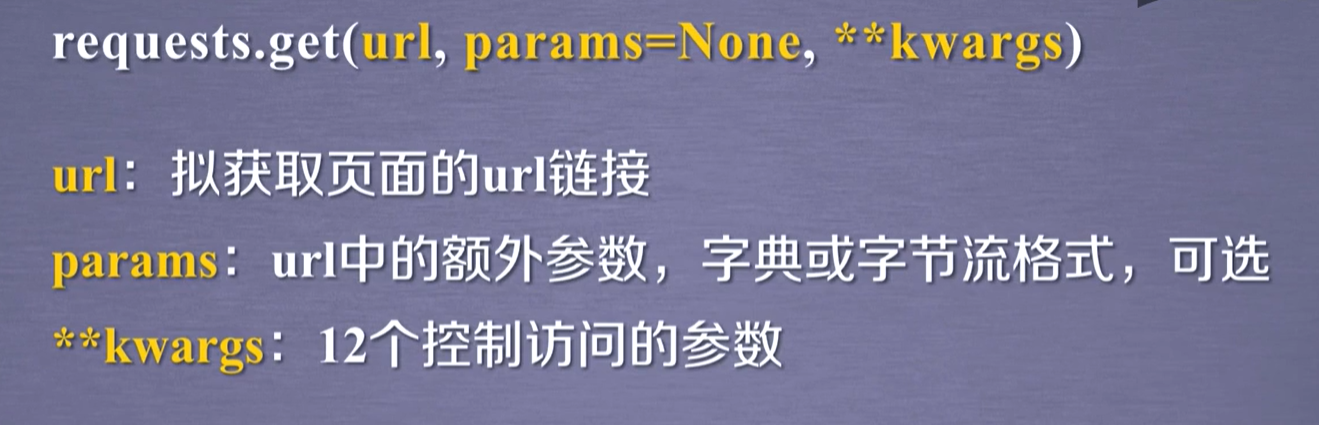 requests.get(url, params=None, **kwargs)
url：拟获取页面的url链接
params：url中的额外参数，字典或字节流格式，可选
**kwargs：12个控制访问的参数